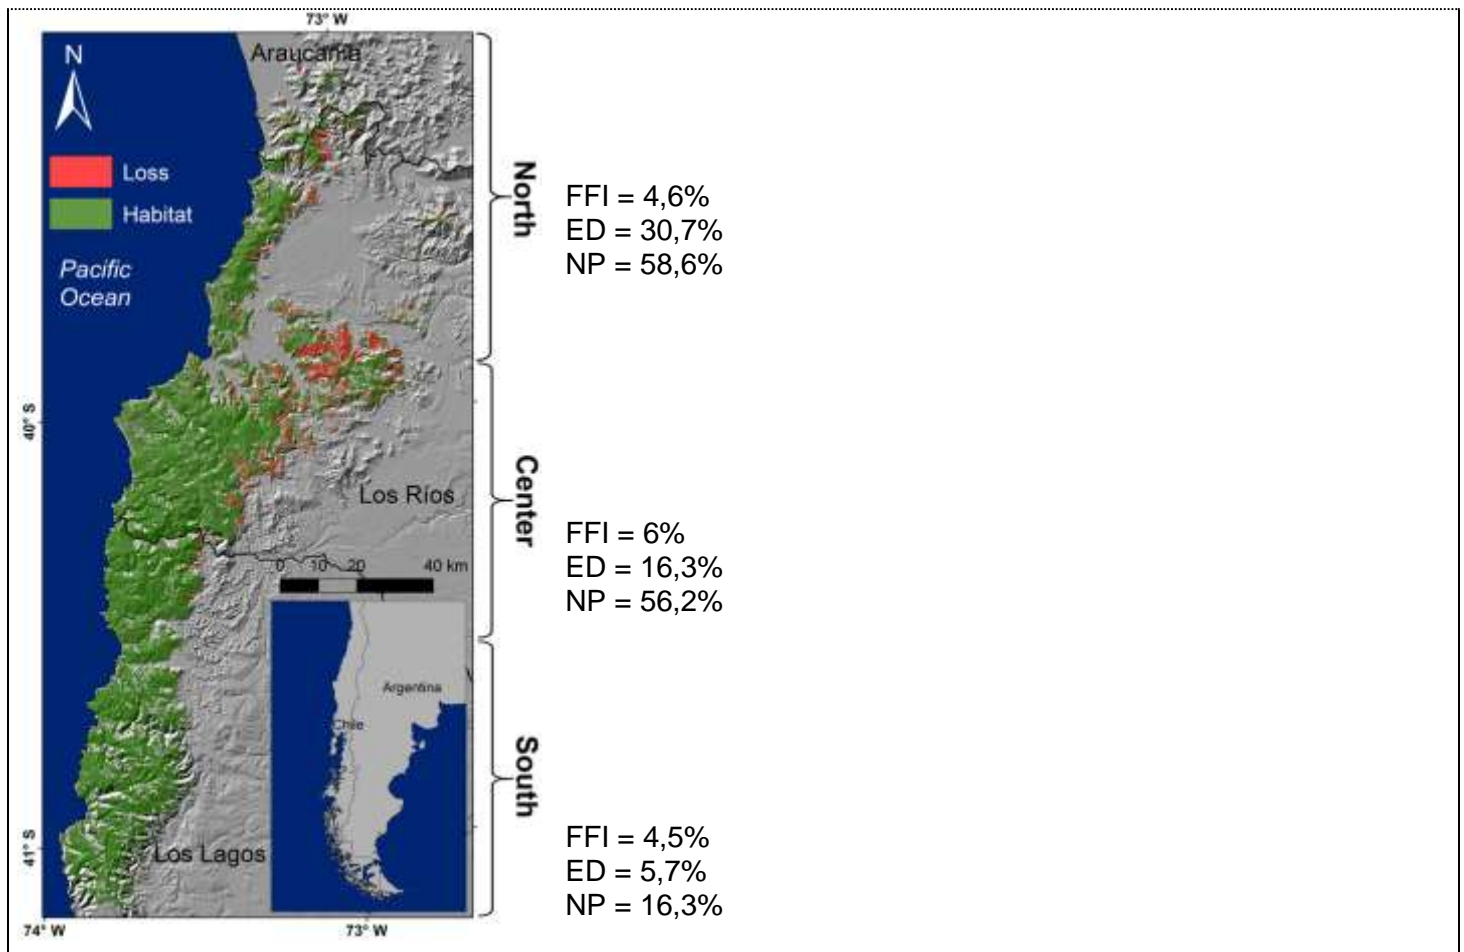 73° W
Araucanía
N
Loss
Habitat
Pacific
Ocean
North
FFI = 4,6%
ED = 30,7%
NP = 58,6%
40° S
Center
Los Ríos
FFI = 6%
ED = 16,3%
NP = 56,2%
0 10 20 40 km
Argentina
Chile
South
41° S
Los Lagos
FFI = 4,5%
ED = 5,7%
NP = 16,3%
74° W
73° W